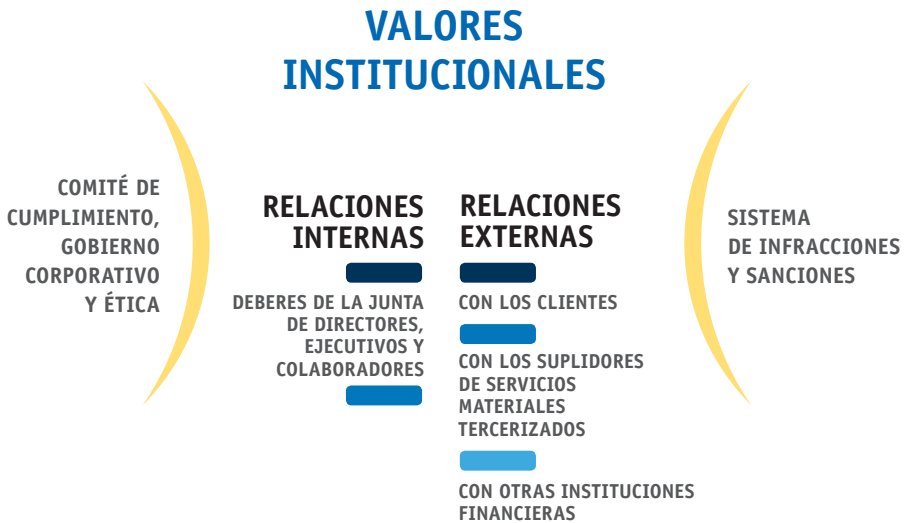 VALORES
INSTITUCIONALES
COMITÉ DE
CUMPLIMIENTO,
GOBIERNO
CORPORATIVO
Y ÉTICA
RELACIONES
INTERNAS
DEBERES DE LA JUNTA
DE DIRECTORES,
EJECUTIVOS Y
COLABORADORES
RELACIONES
EXTERNAS
CON LOS CLIENTES
CON LOS SUPLIDORES
DE SERVICIOS
MATERIALES
TERCERIZADOS
CON OTRAS INSTITUCIONES
FINANCIERAS
SISTEMA
DE INFRACCIONES
Y SANCIONES